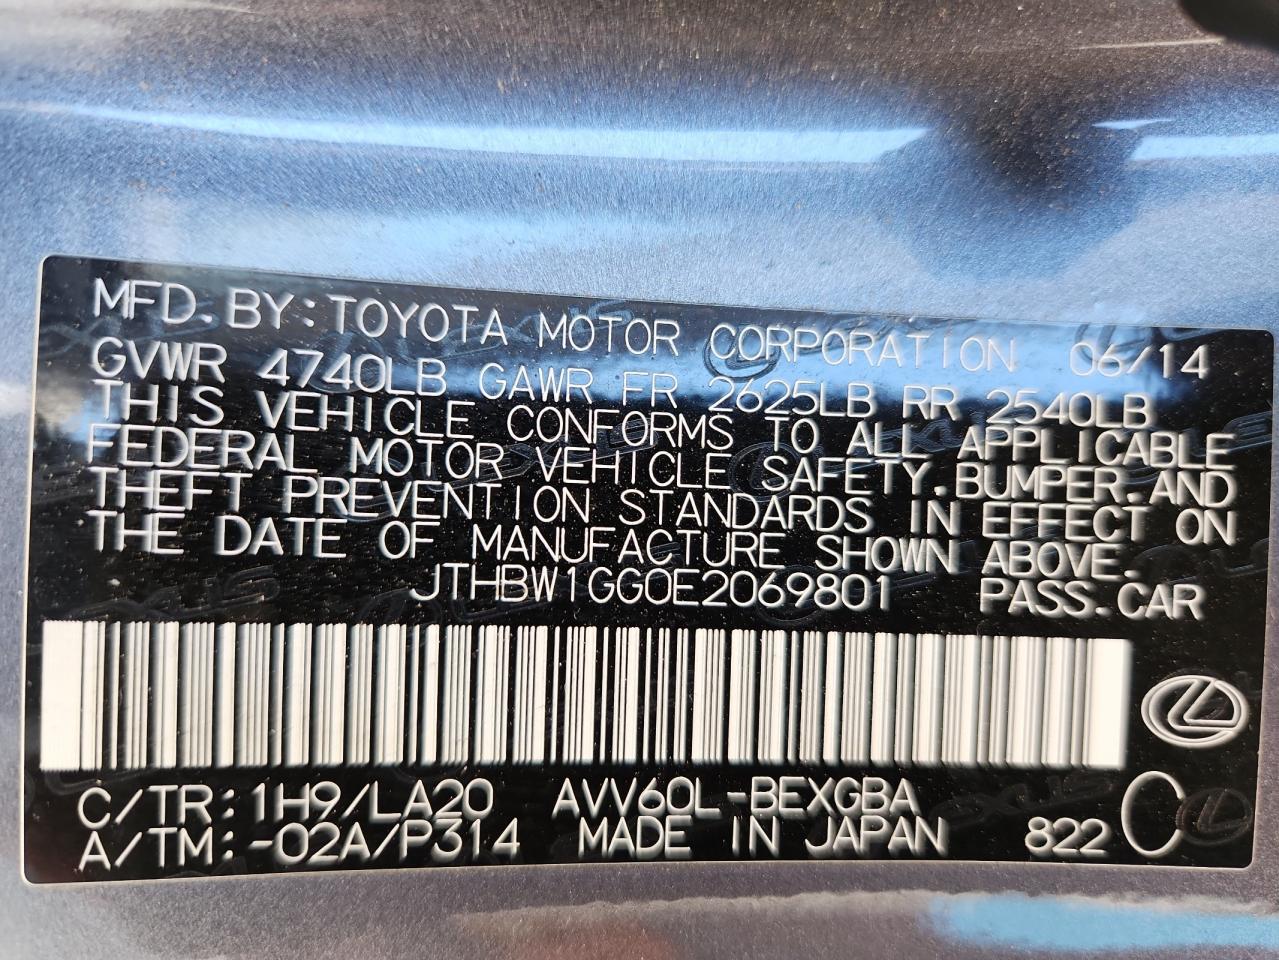 MFD. BY: TOYOTA MOTOR CORPORATION 06/14
GVWR 4740LB GAWR FR 2625LB RR 2540LB
THIS VEHICLE CONFORMS TO ALL APPLICABLE
FEDERAL MOTOR VEHICLE SAFETY, BUMPER, AND
THEFT PREVENTION STANDARDS IN EFFECT ON
THE DATE OF MANUFACTURE SHOWN ABOVE.
JTHBW1GG0E2069801 PASS. CAR
C/TR: 1H9/LA20 AVV60L-BEXGBA
A/TM: -02A/P314 MADE IN JAPAN 822 C